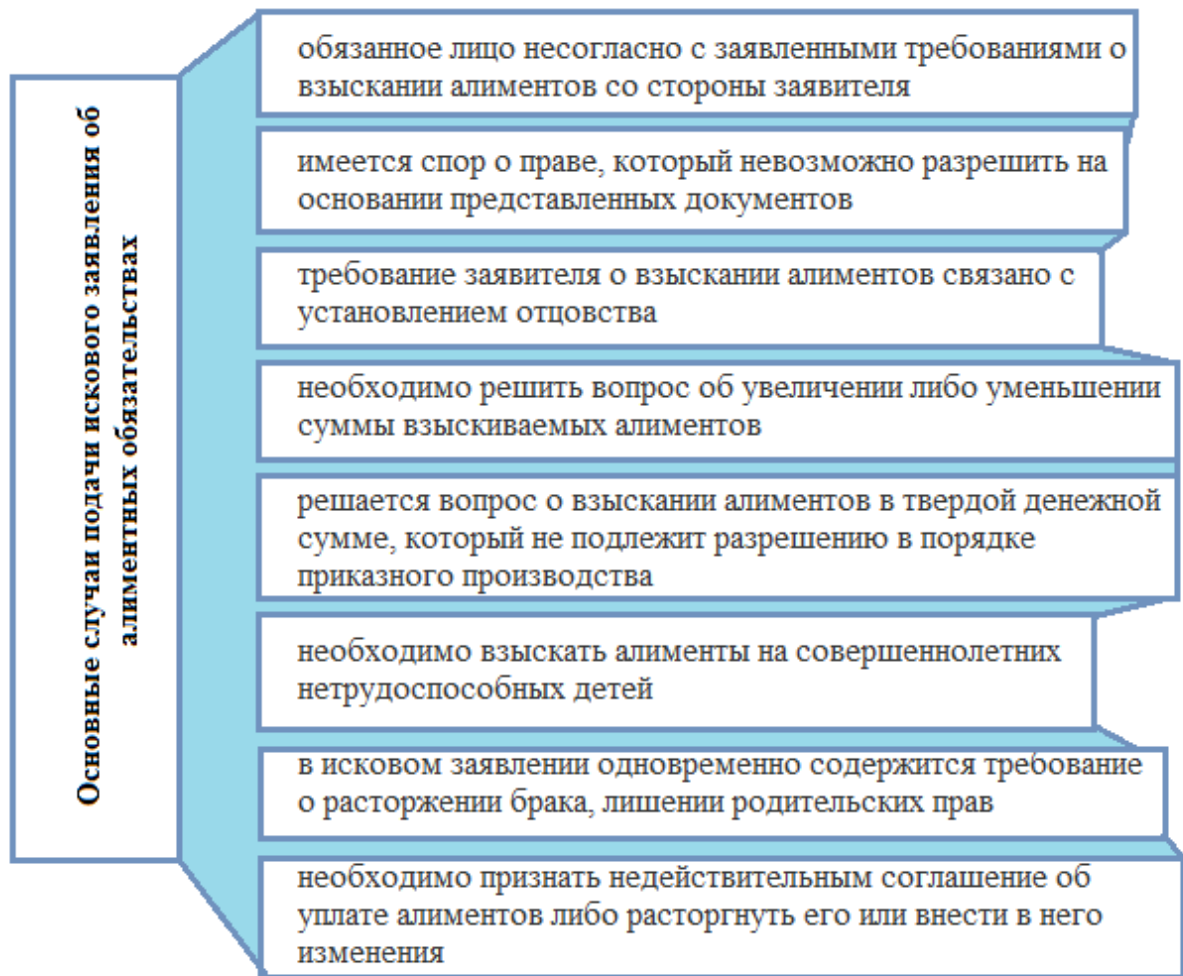 Основные случаи подачи искового заявления об
алиментных обязательствах
обязанное лицо несогласно с заявленными требованиями о
взыскании алиментов со стороны заявителя
имеется спор о праве, который невозможно разрешить на
основании представленных документов
требование заявителя о взыскании алиментов связано с
установлением отцовства
необходимо решить вопрос об увеличении либо уменьшении
суммы взыскиваемых алиментов
решается вопрос о взыскании алиментов в твердой денежной
сумме, который не подлежит разрешению в порядке
приказного производства
необходимо взыскать алименты на совершеннолетних
нетрудоспособных детей
в исковом заявлении одновременно содержится требование
о расторжении брака, лишении родительских прав
необходимо признать недействительным соглашение об
уплате алиментов либо расторгнуть его или внести в него
изменения